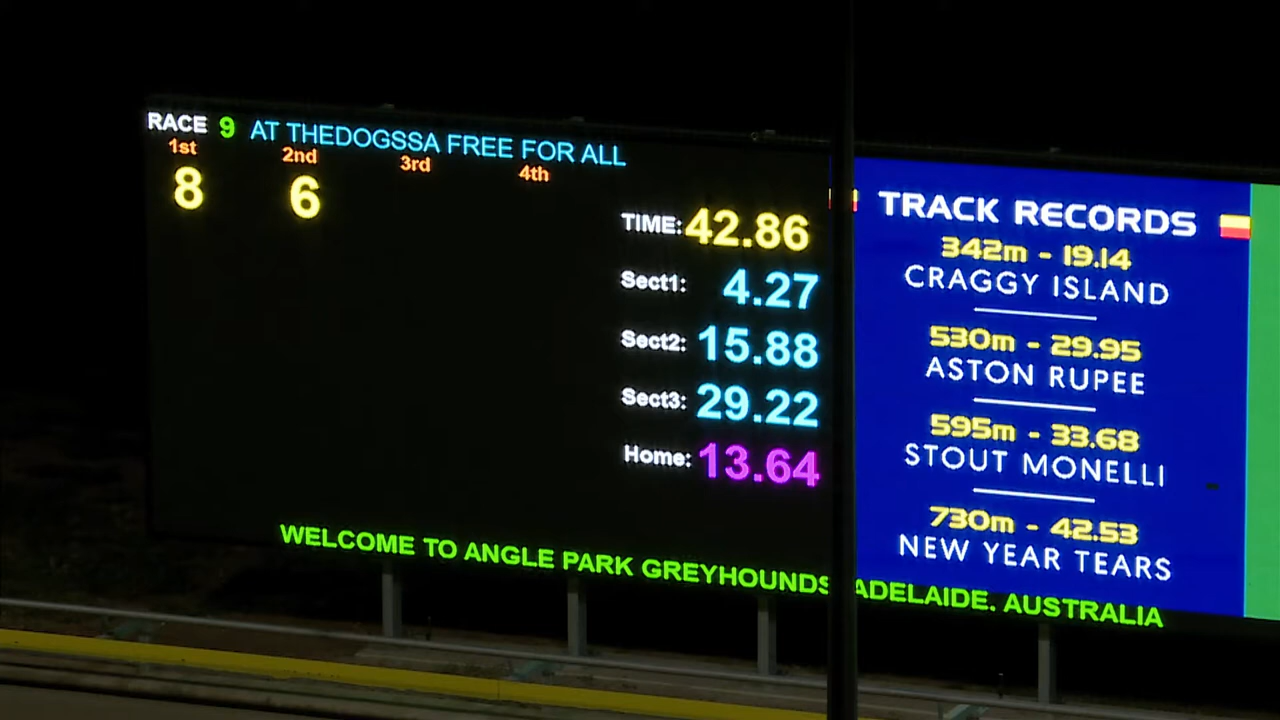 RACE 9 AT THEDOGSSA FREE FOR ALL
1st 2nd 3rd 4th
8 6
TIME: 42.86
Sect1: 4.27
Sect2: 15.88
Sect3: 29.22
Home: 13.64
TRACK RECORDS
342m - 19.14
CRAGGY ISLAND
530m - 29.95
ASTON RUPEE
595m - 33.68
STOUT MONELLI
730m - 42.53
NEW YEAR TEARS
WELCOME TO ANGLE PARK GREYHOUNDS ADELAIDE. AUSTRALIA